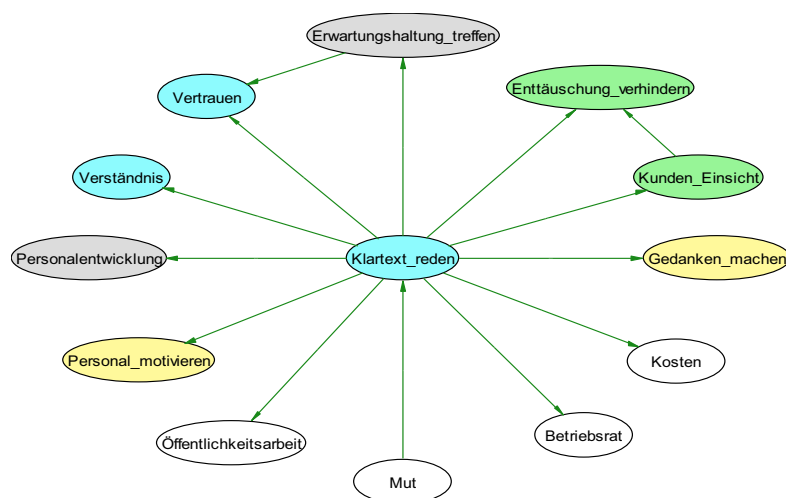 Erwartungshaltung_treffen
Enttäuschung_verhindern
Vertrauen
Verständnis
Kunden_Einsicht
Personalentwicklung
Klartext_reden
Gedanken_machen
Personal_motivieren
Kosten
Öffentlichkeitsarbeit
Betriebsrat
Mut